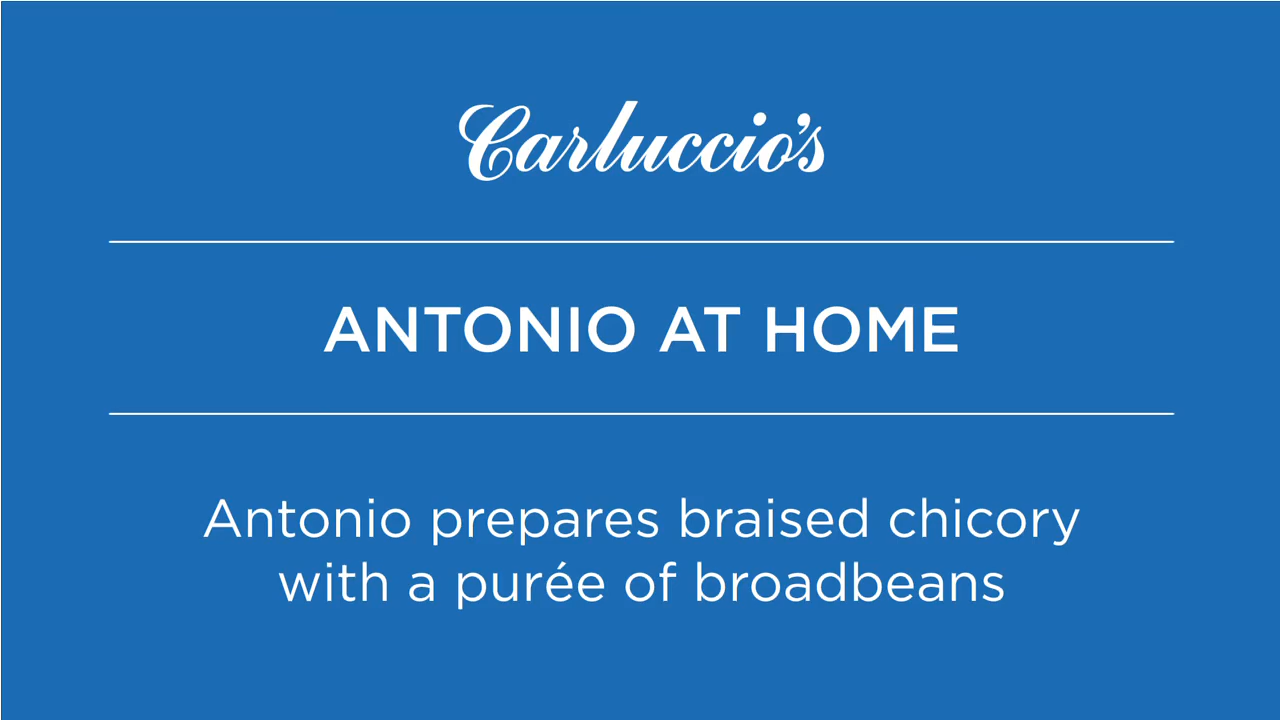 Carluccio's
ANTONIO AT HOME
Antonio prepares braised chicory
with a purée of broadbeans